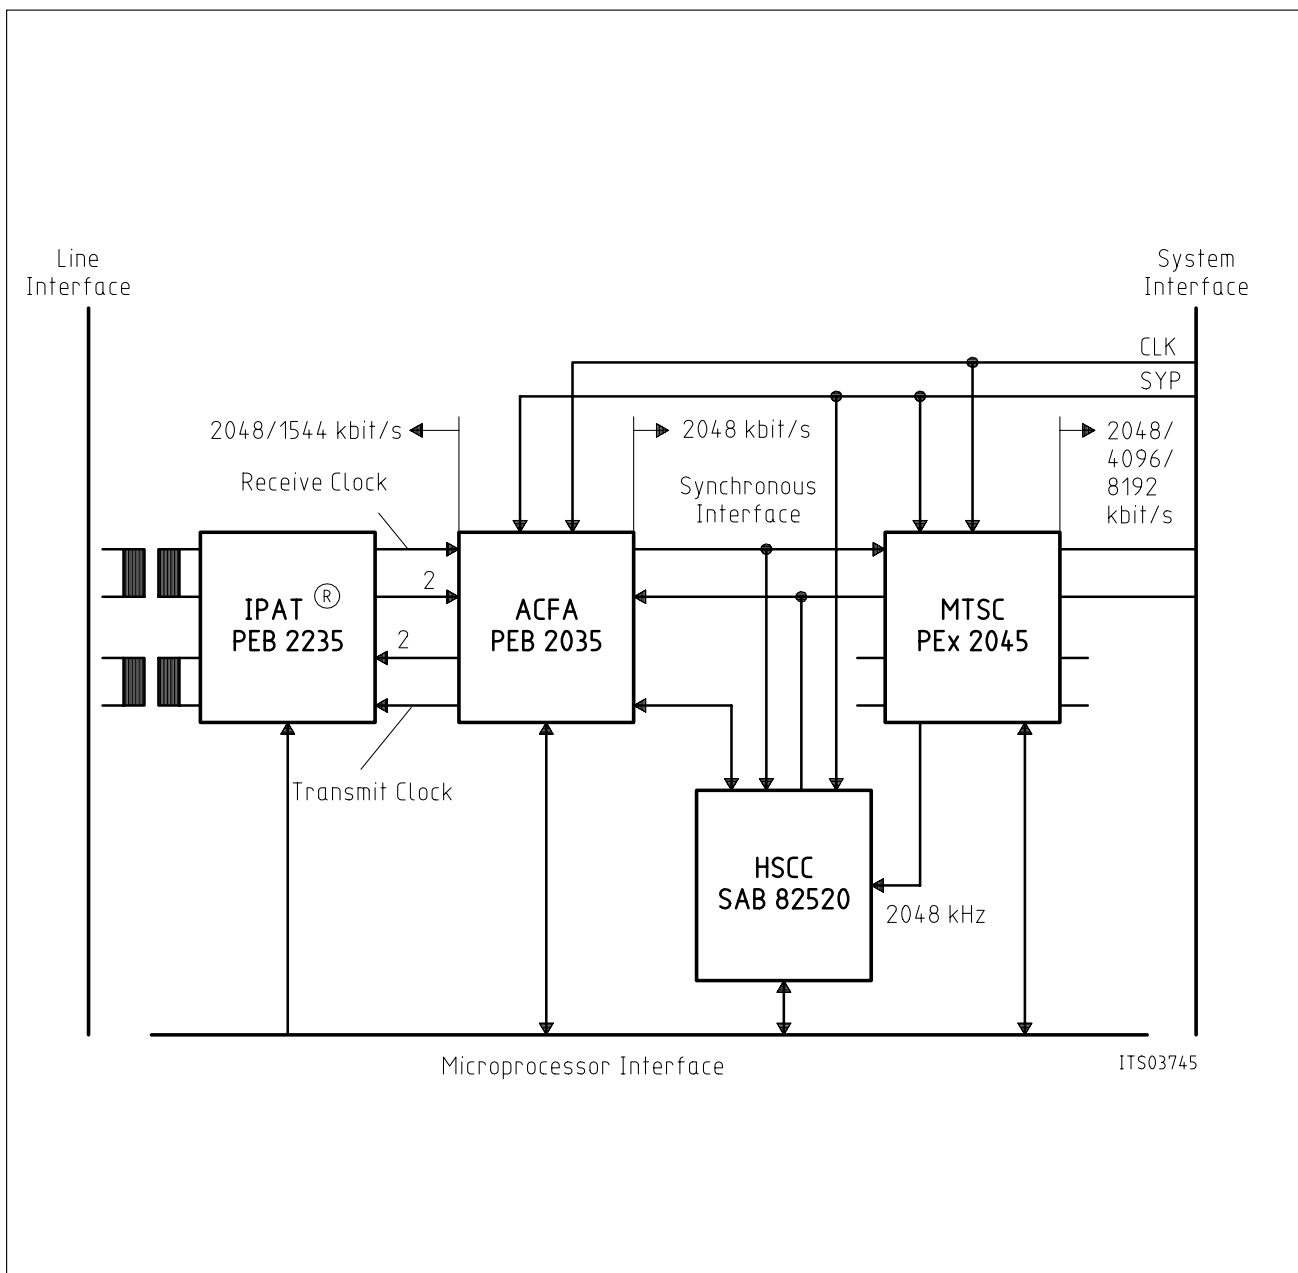 Line
Interface
System
Interface
CLK
SYP
2048/1544 kbit/s
2048 kbit/s
2048/
4096/
8192
kbit/s
Receive Clock
Synchronous
Interface
2
IPAT ®
PEB 2235
2
ACFA
PEB 2035
MTSC
PEx 2045
Transmit Clock
HSCC
SAB 82520
2048 kHz
Microprocessor Interface
ITS03745